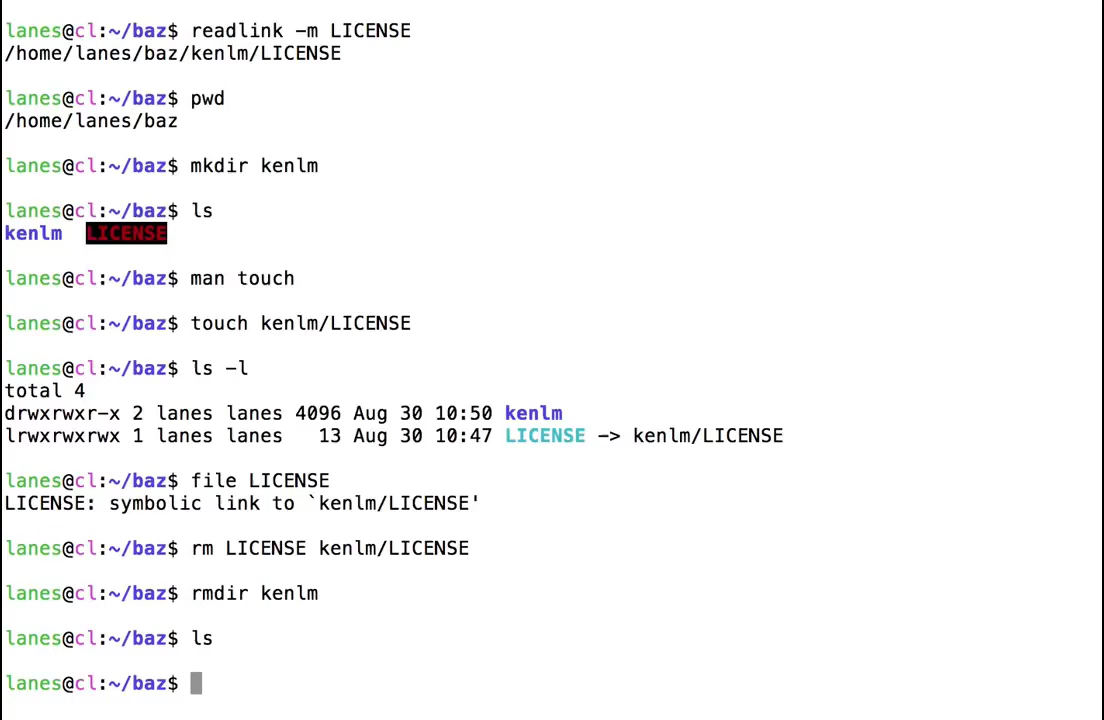 lanes@cl:~/baz$ readlink -m LICENSE
/home/lanes/baz/kenlm/LICENSE
lanes@cl:~/baz$ pwd
/home/lanes/baz
lanes@cl:~/baz$ mkdir kenlm
lanes@cl:~/baz$ ls
kenlm  LICENSE
lanes@cl:~/baz$ man touch
lanes@cl:~/baz$ touch kenlm/LICENSE
lanes@cl:~/baz$ ls -l
total 4
drwxrwxr-x 2 lanes lanes 4096 Aug 30 10:50 kenlm
lrwxrwxrwx 1 lanes lanes   13 Aug 30 10:47 LICENSE -> kenlm/LICENSE
lanes@cl:~/baz$ file LICENSE
LICENSE: symbolic link to `kenlm/LICENSE'
lanes@cl:~/baz$ rm LICENSE kenlm/LICENSE
lanes@cl:~/baz$ rmdir kenlm
lanes@cl:~/baz$ ls
lanes@cl:~/baz$